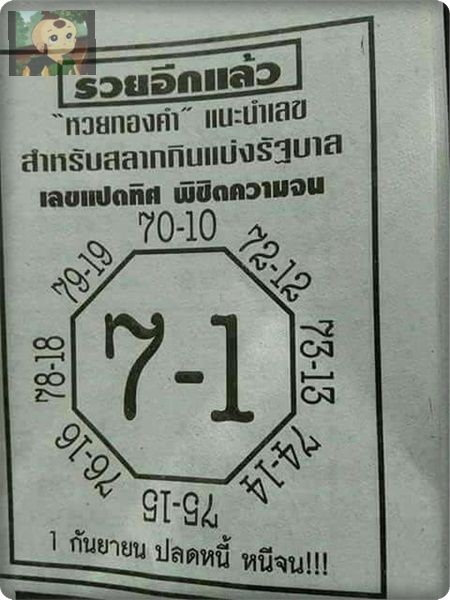 รวยอีกแล้ว
"หวยทองคำ" แนะนำเลข
สำหรับสลากกินแบ่งรัฐบาล
เลขแปดทิศ พิชิตความจน
70-10
72-12
73-13
74-14
75-15
76-16
78-18
79-19
7-1
1 กันยายน ปลดหนี้ หนีจน!!!